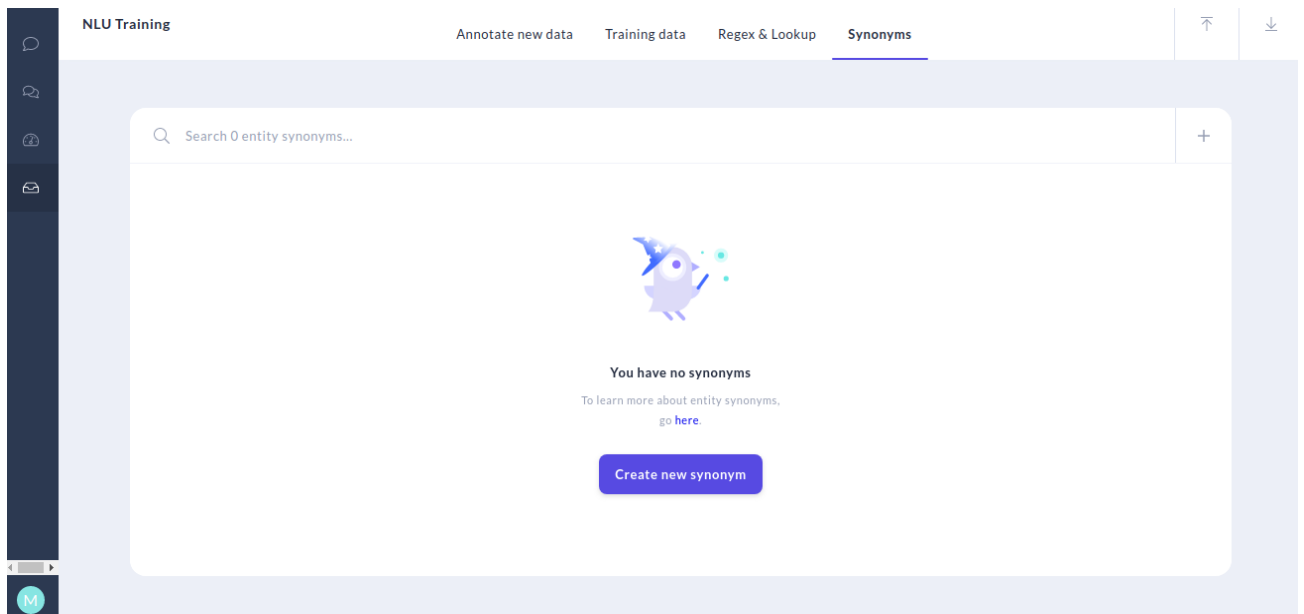 NLU Training
Annotate new data
Training data
Regex & Lookup
Synonyms
Search 0 entity synonyms...
You have no synonyms
To learn more about entity synonyms,
go here.
Create new synonym
M